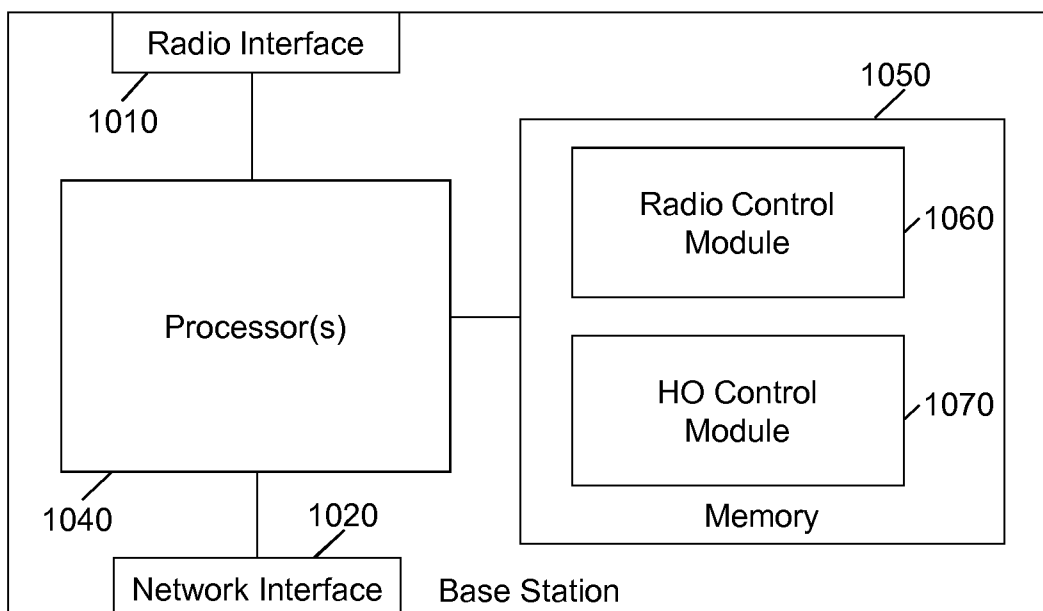 Radio Interface
1010
1050
Radio Control
Module
1060
Processor(s)
HO Control
Module
1070
Memory
1040
1020
Network Interface
Base Station